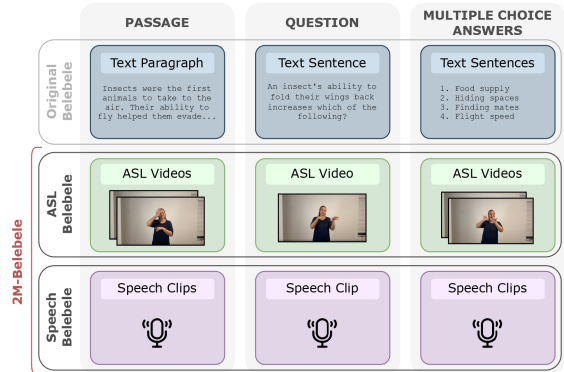 PASSAGE
QUESTION
MULTIPLE CHOICE
ANSWERS
Original
Belebele
Text Paragraph
Insects were the first
animals to take to the
air. Their ability to
fly helped them evade...
Text Sentence
An insect's ability to
fold their wings back
increases which of the
following?
Text Sentences
1. Food supply
2. Hiding spaces
3. Finding mates
4. Flight speed
2M-Belebele
ASL
Belebele
ASL Videos
ASL Video
ASL Videos
Speech
Belebele
Speech Clips
Speech Clip
Speech Clips